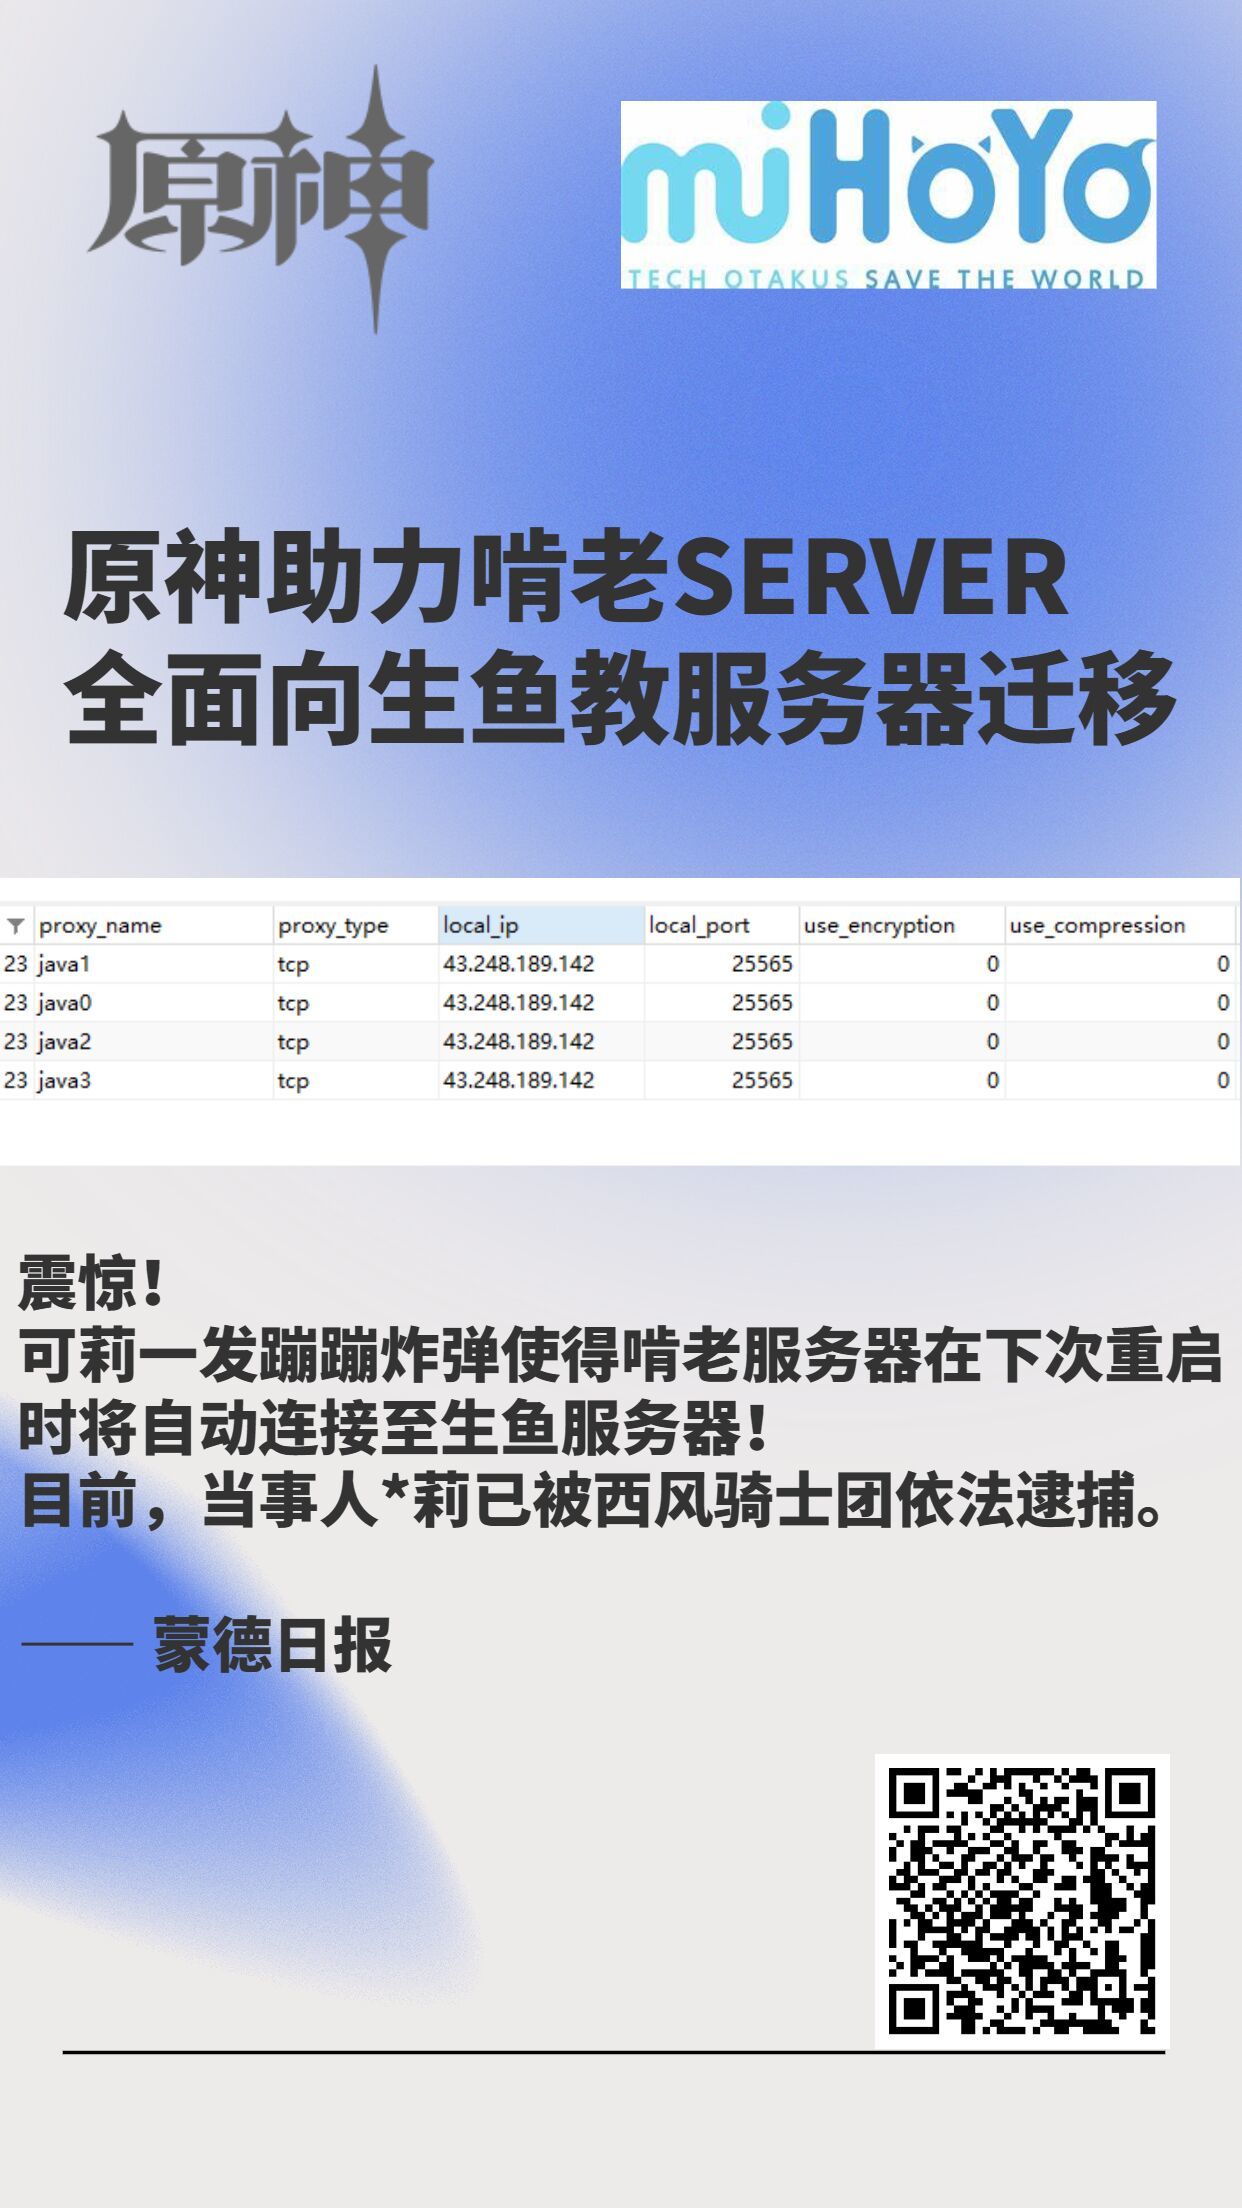 原神
miHoYo
TECH OTAKUS SAVE THE WORLD
原神助力啃老SERVER
全面向生鱼教服务器迁移
proxy_name proxy_type local_ip local_port use_encryption use_compression
23 java1 tcp 43.248.189.142 25565 0 0
23 java0 tcp 43.248.189.142 25565 0 0
23 java2 tcp 43.248.189.142 25565 0 0
23 java3 tcp 43.248.189.142 25565 0 0
震惊！
可莉一发蹦蹦炸弹使得啃老服务器在下次重启
时将自动连接至生鱼服务器！
目前，当事人*莉已被西风骑士团依法逮捕。
—— 蒙德日报